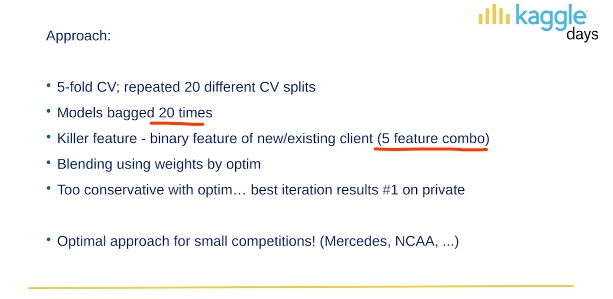 kaggle
days
Approach:
• 5-fold CV; repeated 20 different CV splits
• Models bagged 20 times
• Killer feature - binary feature of new/existing client (5 feature combo)
• Blending using weights by optim
• Too conservative with optim… best iteration results #1 on private
• Optimal approach for small competitions! (Mercedes, NCAA, ...)